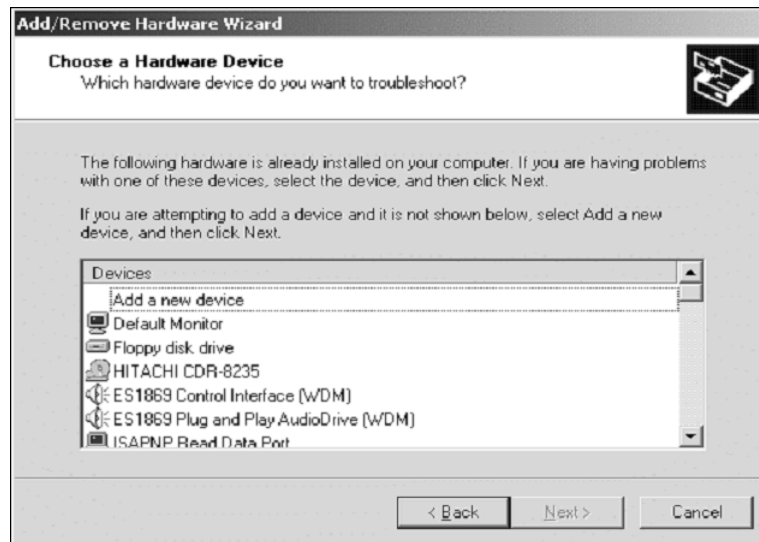 Add/Remove Hardware Wizard
Choose a Hardware Device
Which hardware device do you want to troubleshoot?
The following hardware is already installed on your computer. If you are having problems
with one of these devices, select the device, and then click Next.
If you are attempting to add a device and it is not shown below, select Add a new
device, and then click Next.
Devices
Add a new device
Default Monitor
Floppy disk drive
HITACHI CDR-8235
ES1869 Control Interface (WDM)
ES1869 Plug and Play AudioDrive (WDM)
ISAPNP Read Data Port
< Back
Next >
Cancel